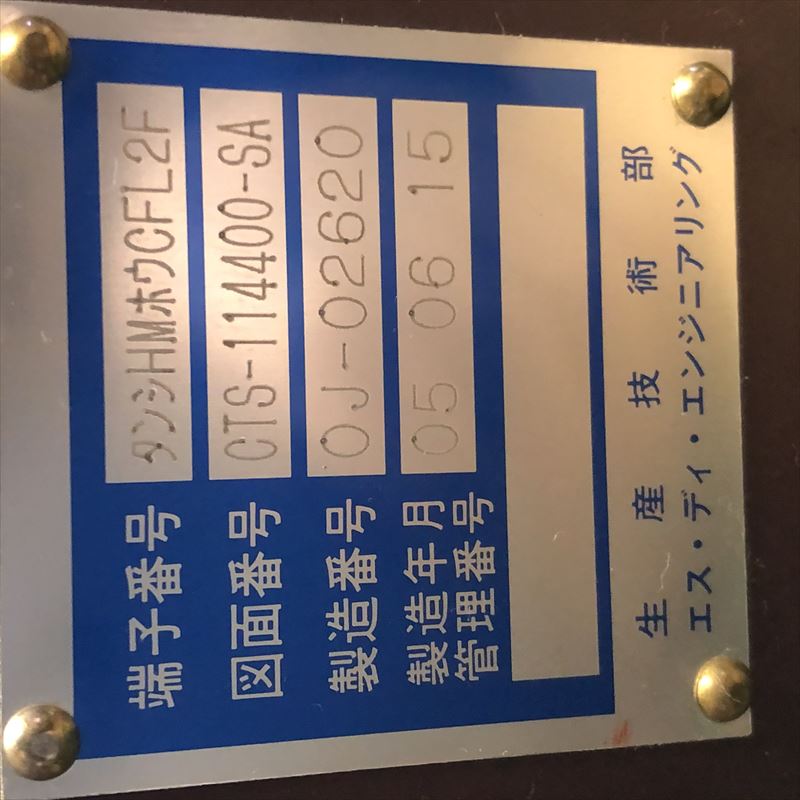 端子番号 タンシHMホウCFL2F
図面番号 CTS-114400-SA
製造番号 OJ-02620
製造年月 05 06 15
管理番号
生産技術部
エス・ディ・エンジニアリング